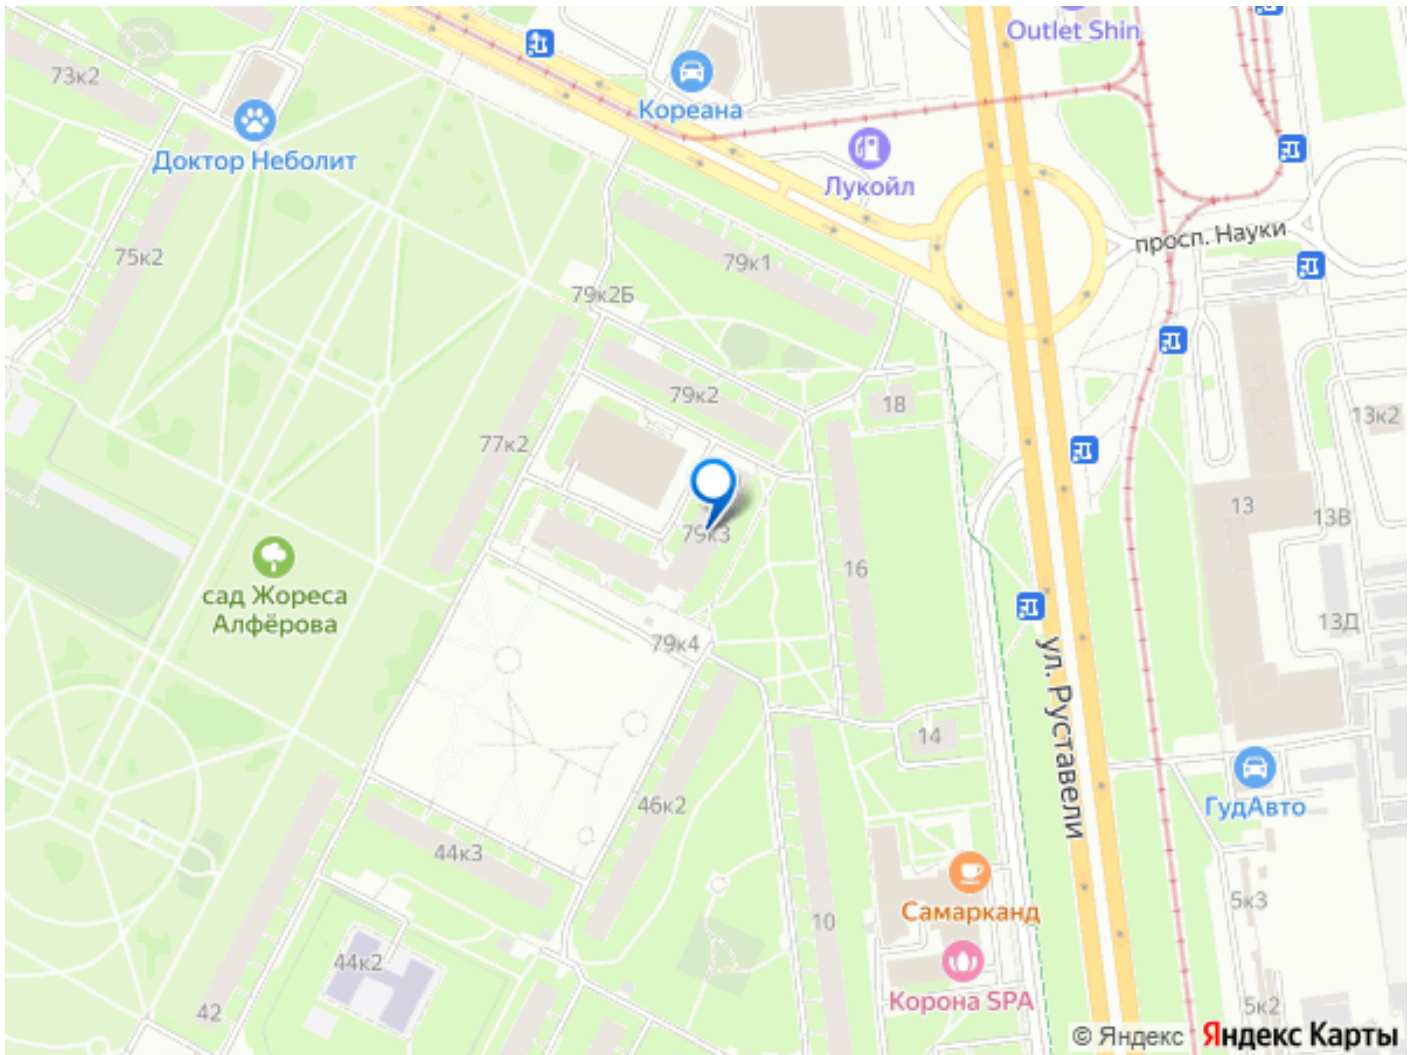 Outlet Shin
73к2
Кореана
Доктор Неболит
Лукойл
просп. Науки
75к2
79к1
79к2Б
79к2
18
13к2
77к2
13
13В
79к3
16
сад Жореса
Алфёрова
13Д
79к4
ул. Руставели
14
46к2
ГудАвто
44к3
5к3
Самарканд
10
44к2
Корона SPA
42
5к2
© Яндекс Яндекс Карты